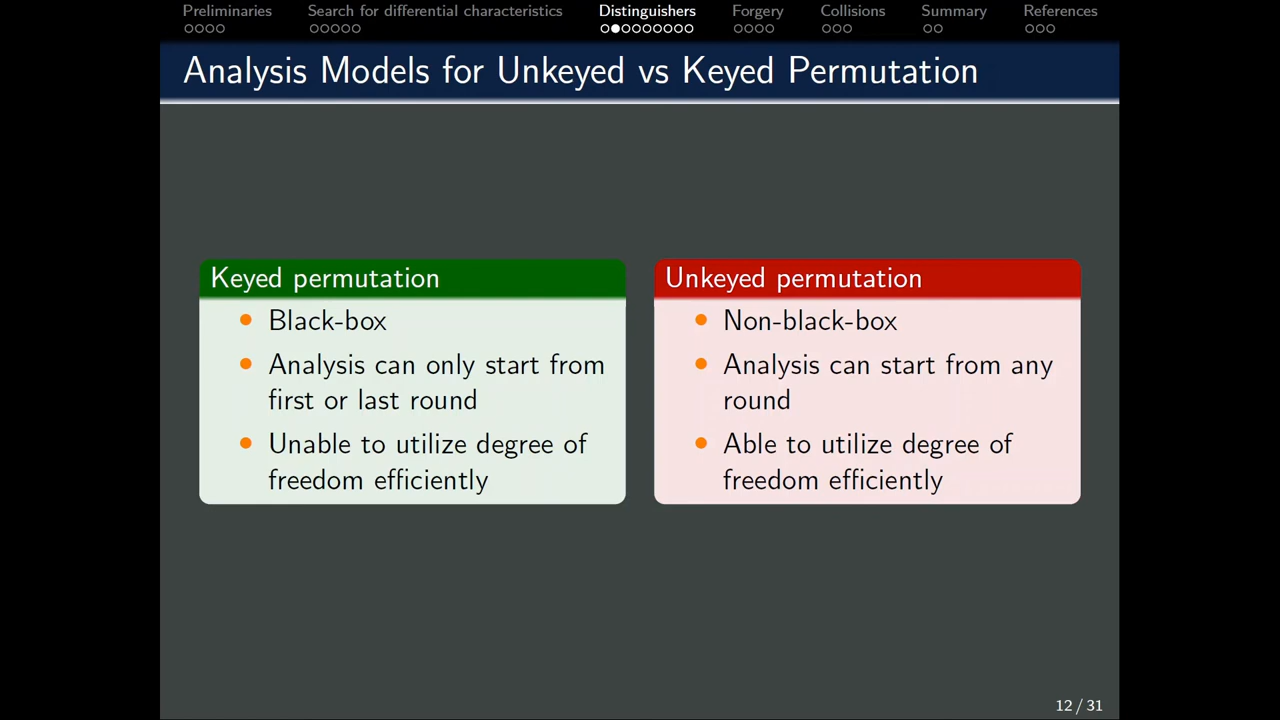 Preliminaries Search for differential characteristics Distinguishers Forgery Collisions Summary References
Analysis Models for Unkeyed vs Keyed Permutation
Keyed permutation
Black-box
Analysis can only start from
first or last round
Unable to utilize degree of
freedom efficiently
Unkeyed permutation
Non-black-box
Analysis can start from any
round
Able to utilize degree of
freedom efficiently
12 / 31